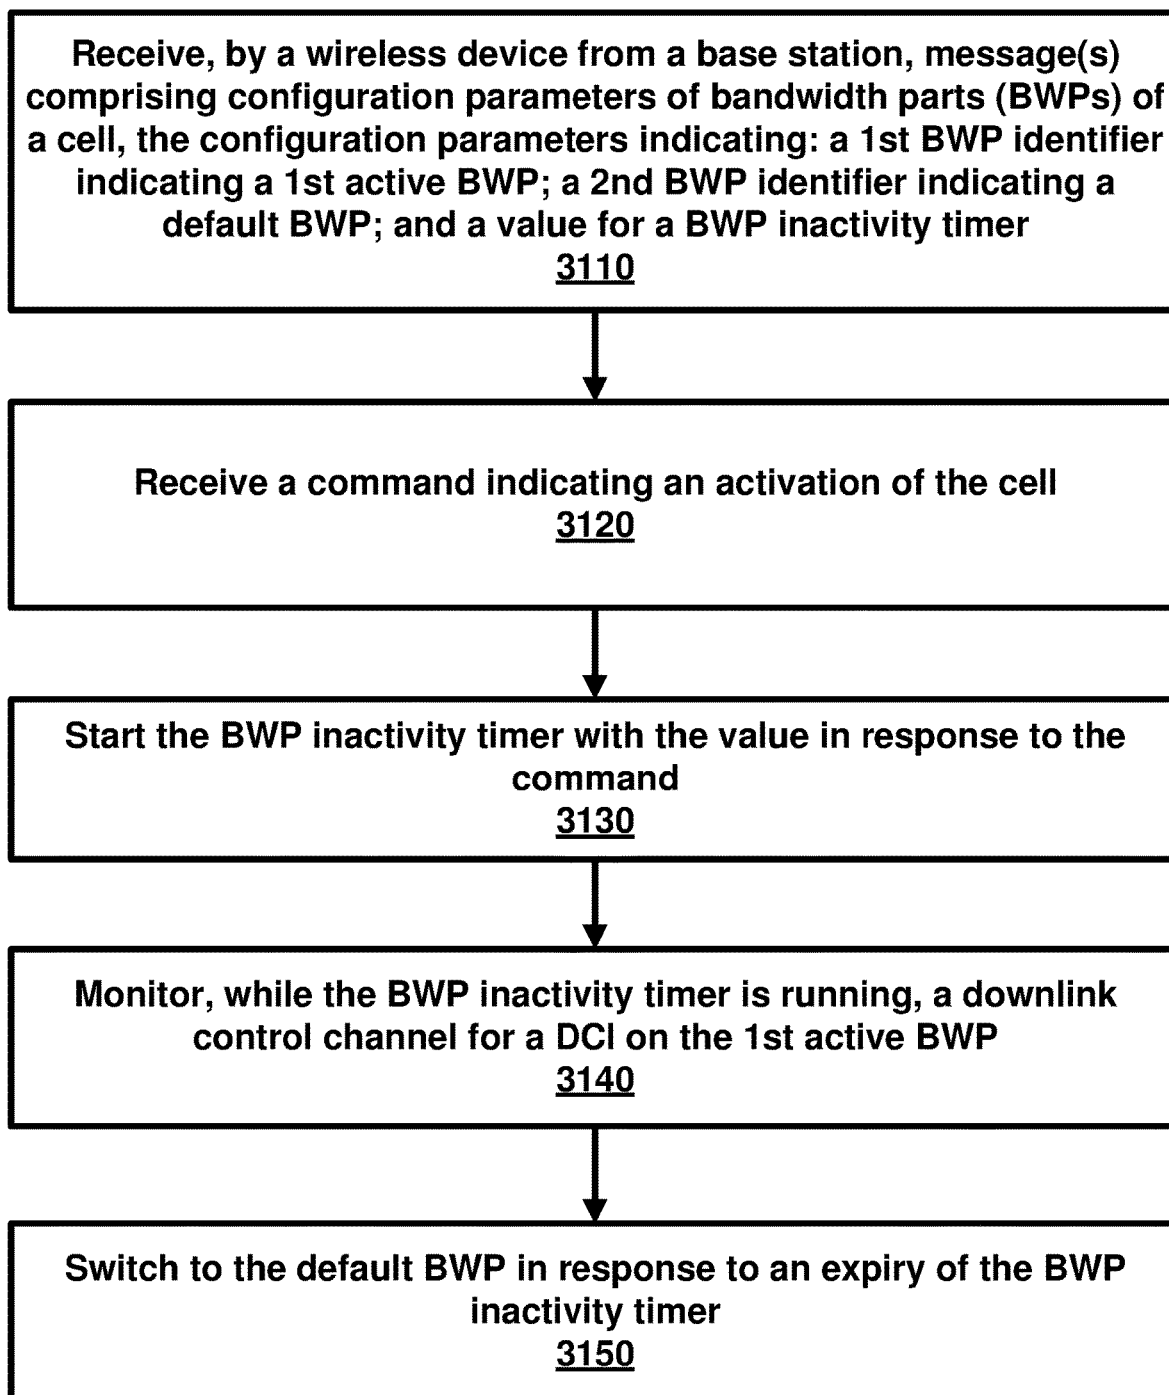 Receive, by a wireless device from a base station, message(s)
comprising configuration parameters of bandwidth parts (BWPs) of
a cell, the configuration parameters indicating: a 1st BWP identifier
indicating a 1st active BWP; a 2nd BWP identifier indicating a
default BWP; and a value for a BWP inactivity timer
3110
Receive a command indicating an activation of the cell
3120
Start the BWP inactivity timer with the value in response to the
command
3130
Monitor, while the BWP inactivity timer is running, a downlink
control channel for a DCI on the 1st active BWP
3140
Switch to the default BWP in response to an expiry of the BWP
inactivity timer
3150